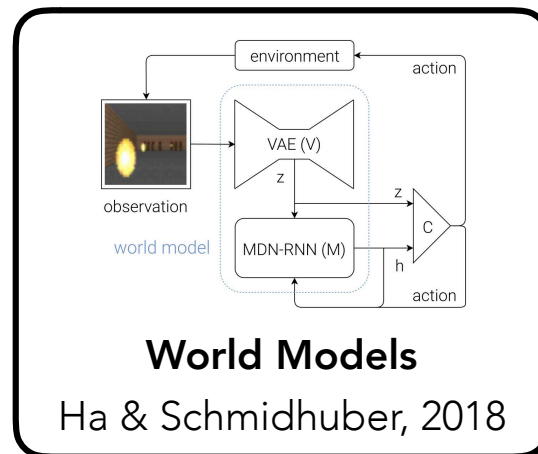 environment
action
VAE (V)
z
z
observation
C
world model
MDN-RNN (M)
h
action
World Models
Ha & Schmidhuber, 2018